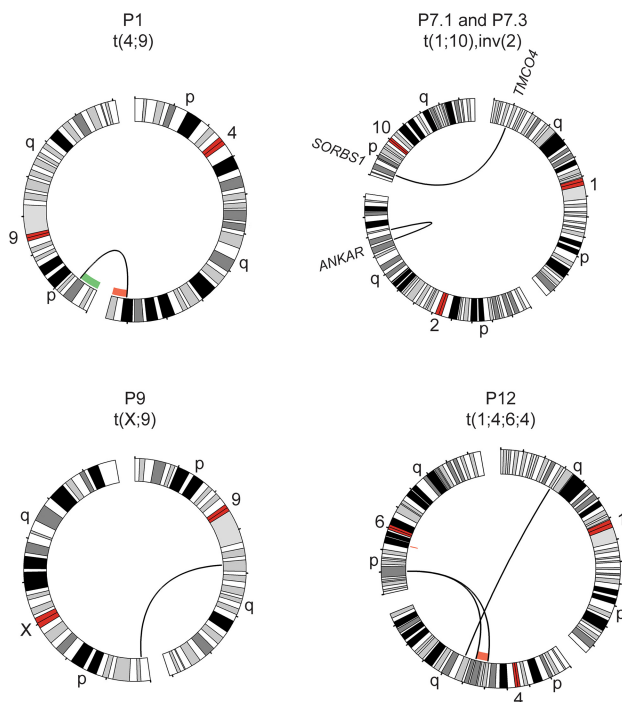 P1
t(4;9)
p
4
q
q
9
p
P7.1 and P7.3
t(1;10),inv(2)
TMCO4
q
q
10
p
SORBS1
1
ANKAR
q
p
2
p
P9
t(X;9)
p
9
q
q
X
p
P12
t(1;4;6;4)
q
q
6
1
p
p
q
p
4